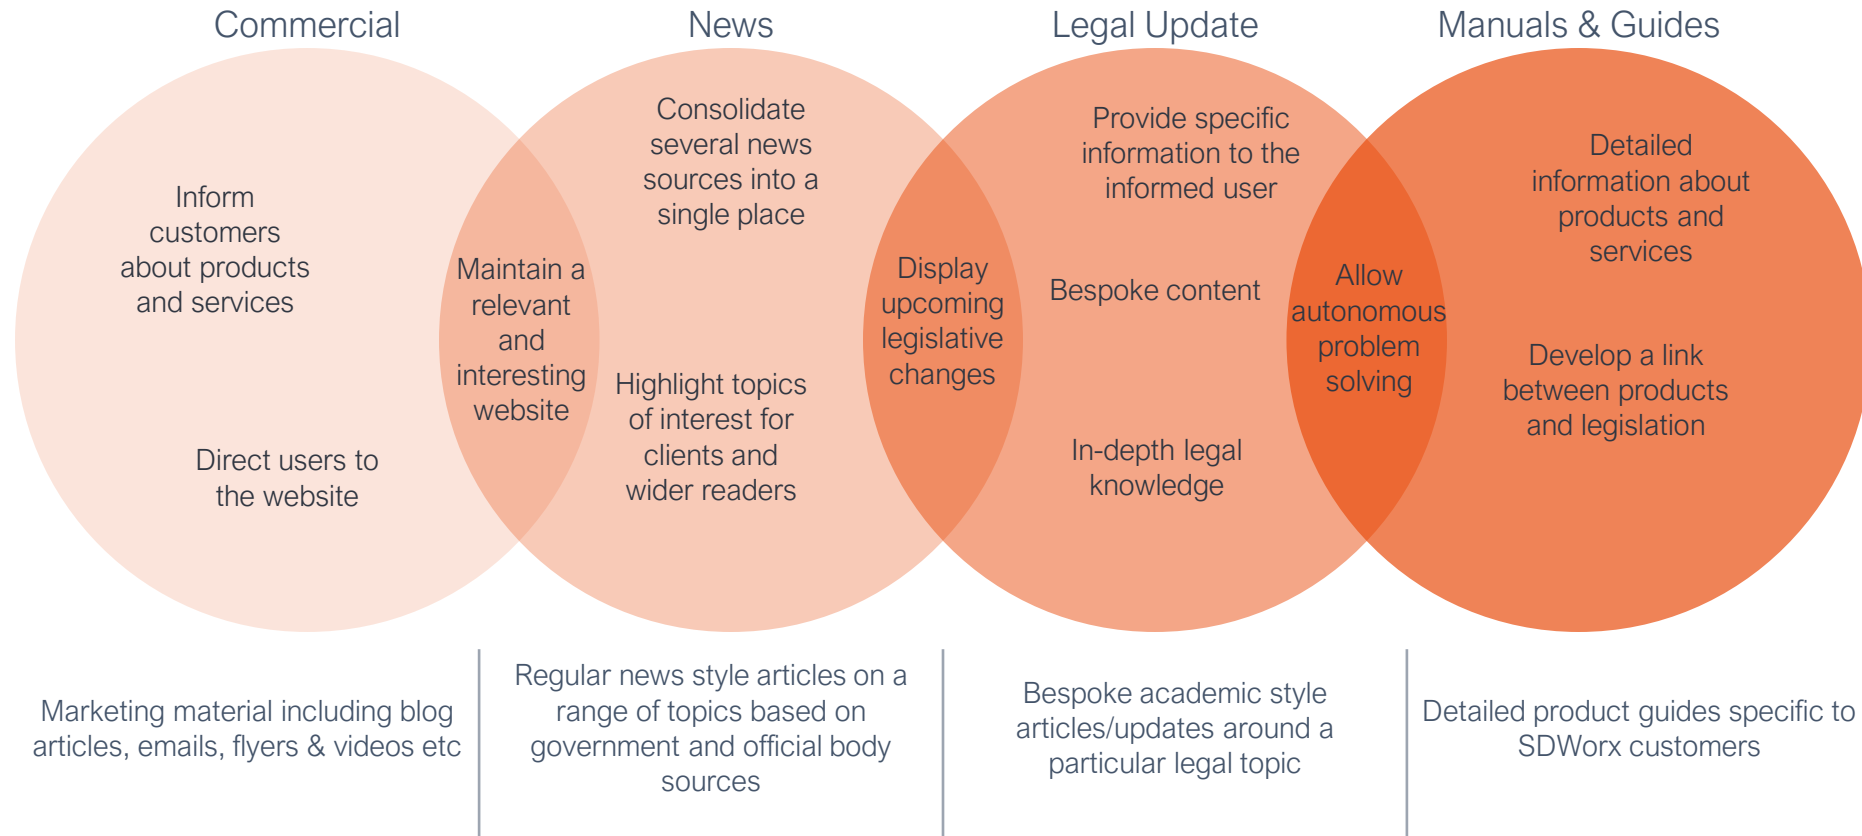 Commercial
News
Legal Update
Manuals & Guides
Inform
customers
about products
and services
Direct users to
the website
Maintain a
relevant
and
interesting
website
Consolidate
several news
sources into a
single place
Highlight topics
of interest for
clients and
wider readers
Display
upcoming
legislative
changes
Provide specific
information to the
informed user
Bespoke content
In-depth legal
knowledge
Allow
autonomous
problem
solving
Detailed
information about
products and
services
Develop a link
between products
and legislation
Marketing material including blog
articles, emails, flyers & videos etc
Regular news style articles on a
range of topics based on
government and official body
sources
Bespoke academic style
articles/updates around a
particular legal topic
Detailed product guides specific to
SDWorx customers